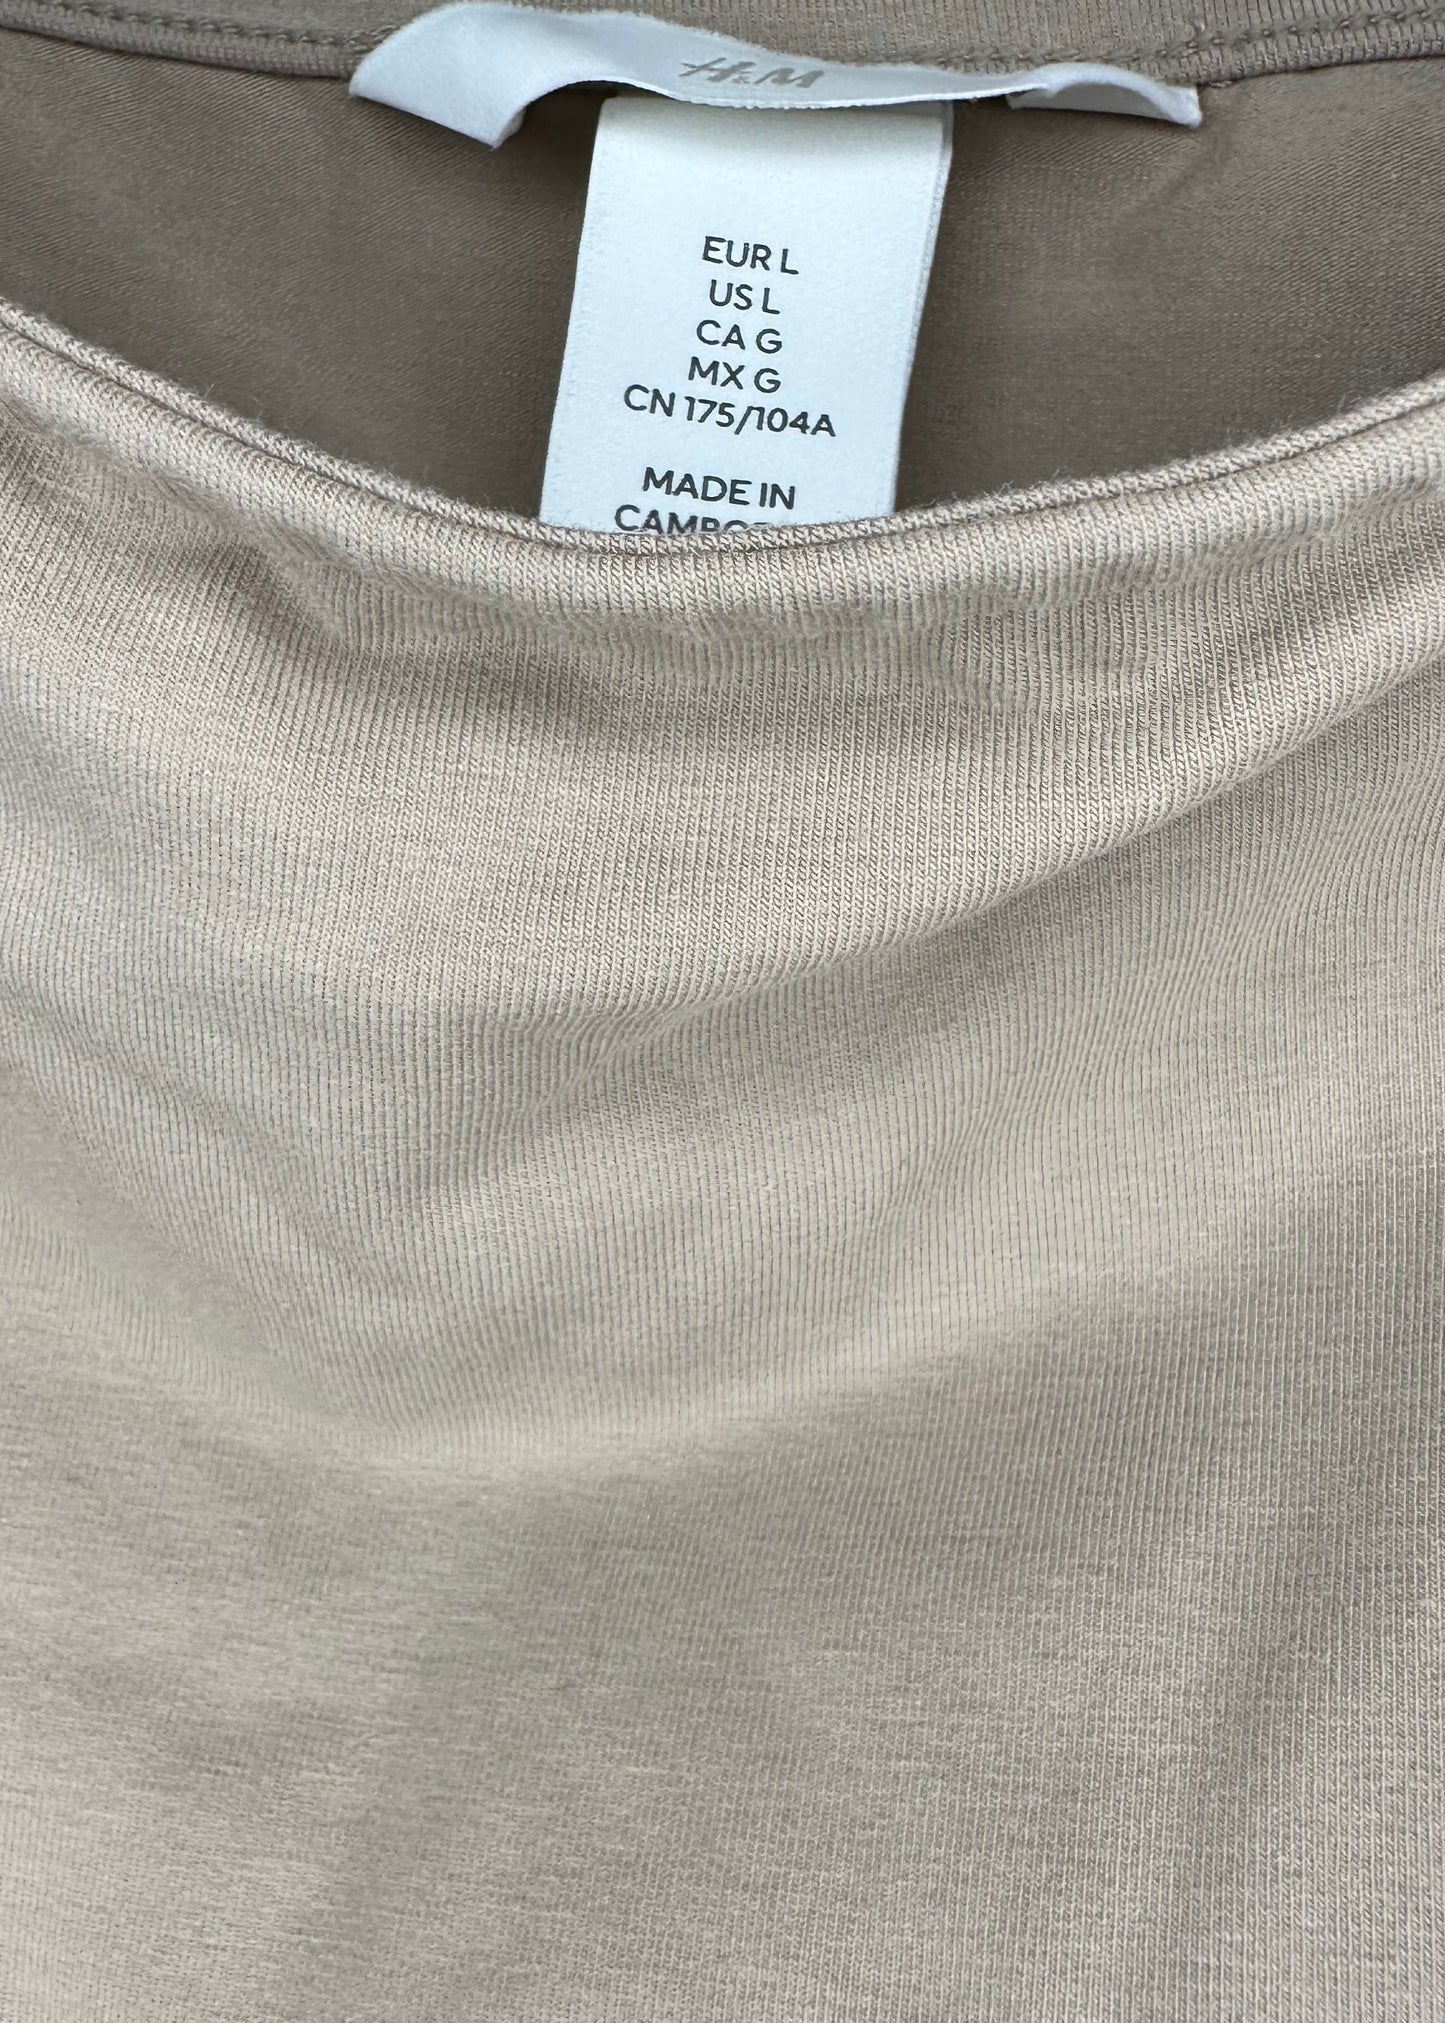 H&M
EUR L
US L
CA G
MX G
CN 175/104A
MADE IN